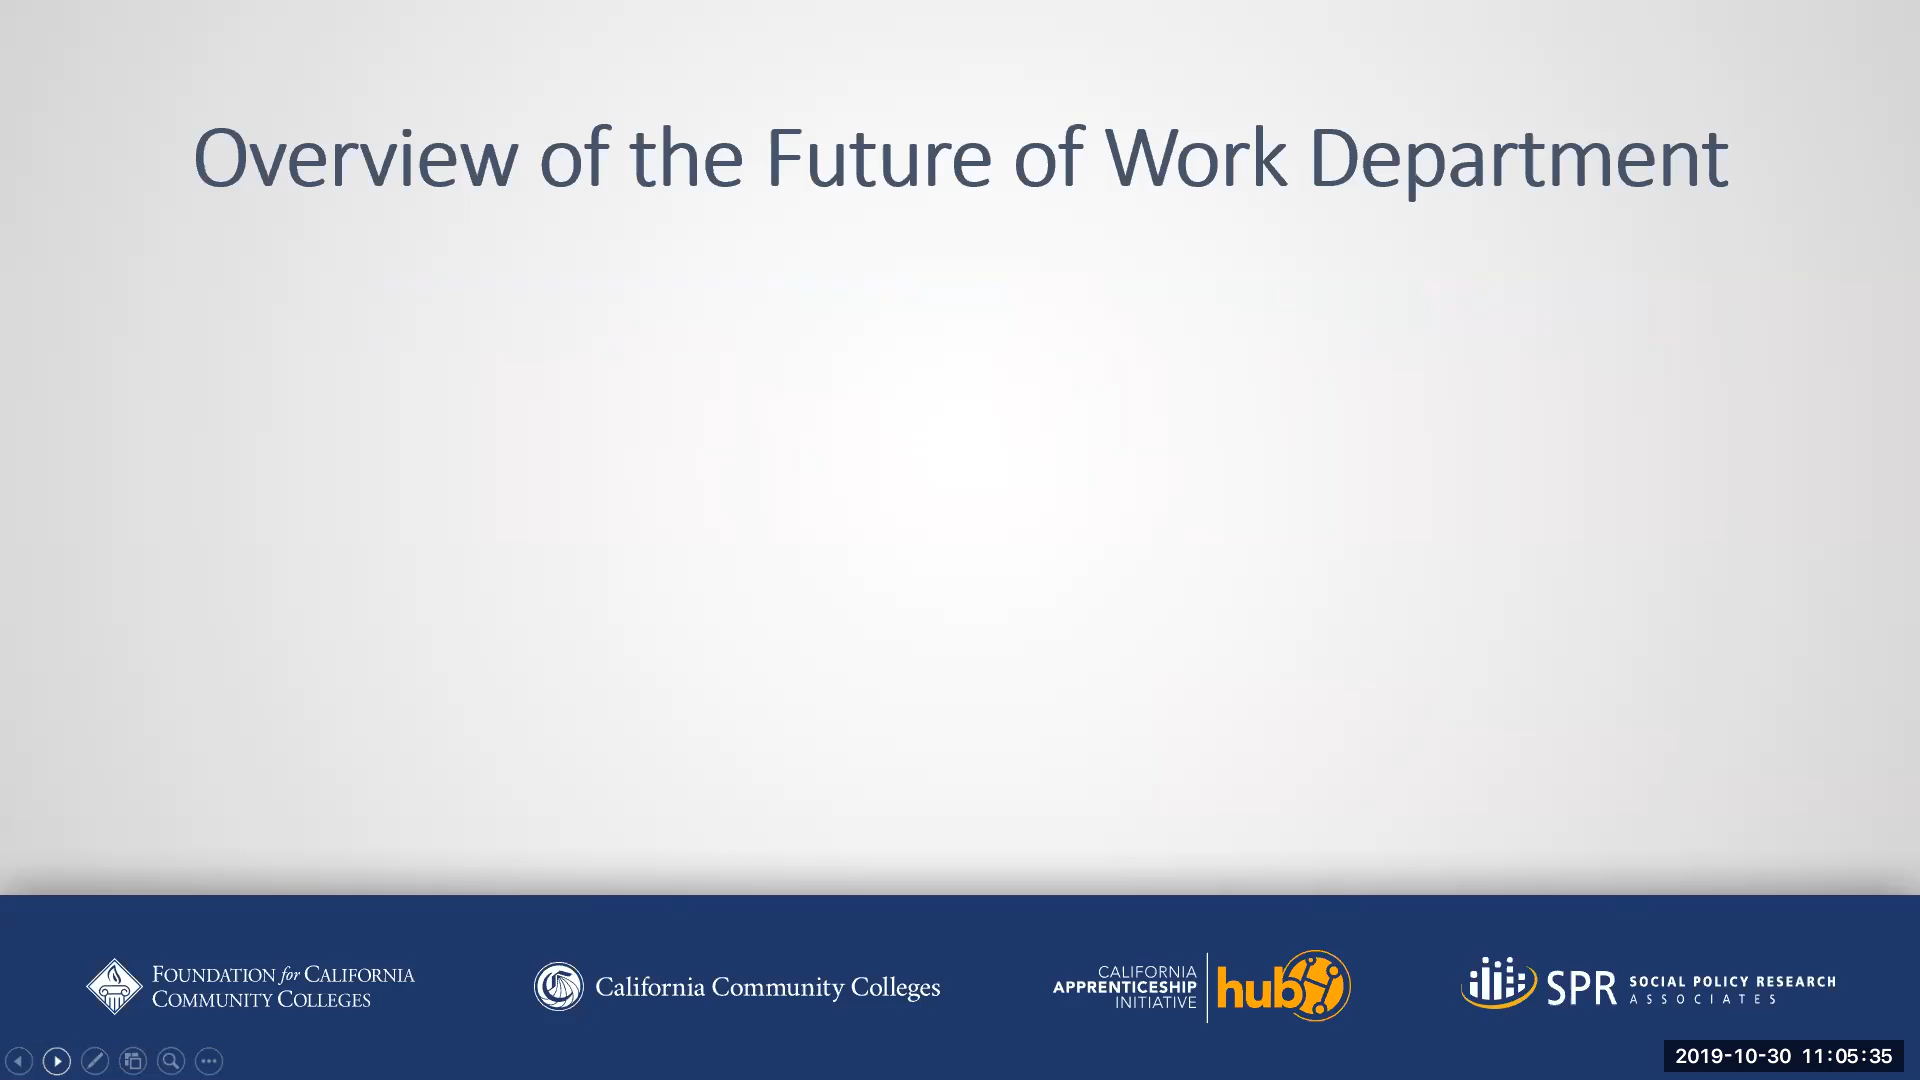 Overview of the Future of Work Department
FOUNDATION for CALIFORNIA
COMMUNITY COLLEGES
California Community Colleges
CALIFORNIA
APPRENTICESHIP
INITIATIVE
hub
SPR
SOCIAL POLICY RESEARCH
ASSOCIATES
2019-10-30 11:05:35